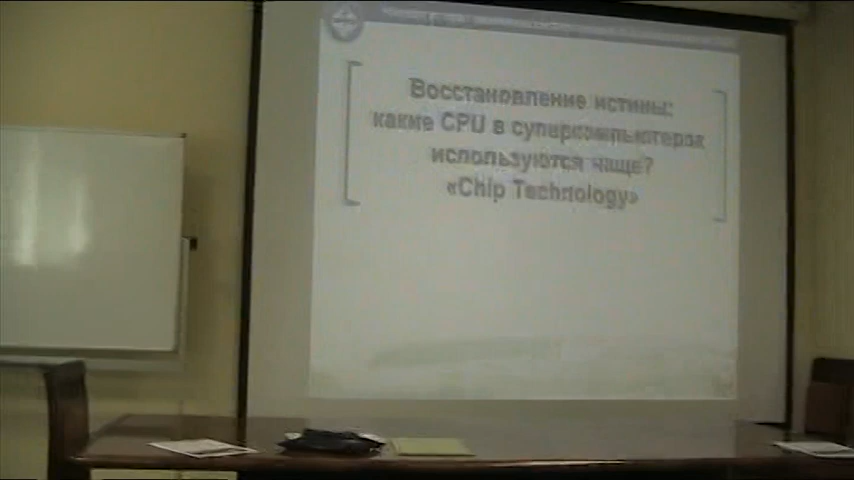 Восстановление истины:
какие CPU в суперкомпьютерах
используются чаще?
«Chip Technology»